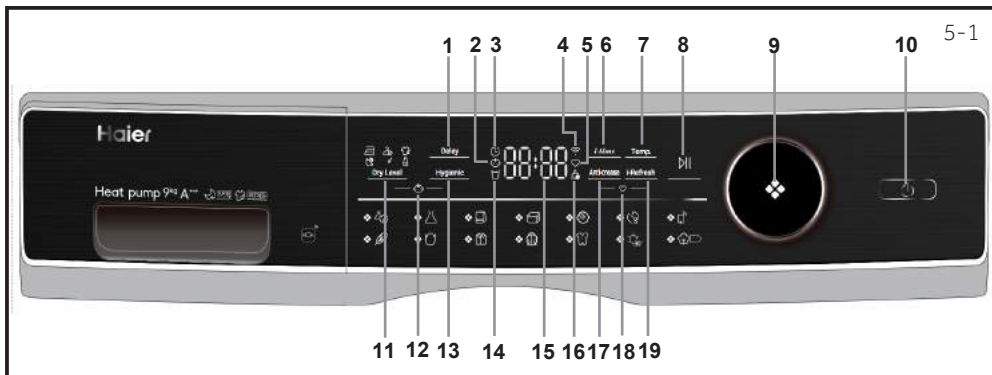 5-1
1 2 3 4 5 6 7 8 9 10
Haier
Delay
88:88
Temp.
Dry Level
Hygienic
Anticrease
i-Refresh
Heat pump 9kg A+++
11 12 13 14 15 16 17 18 19